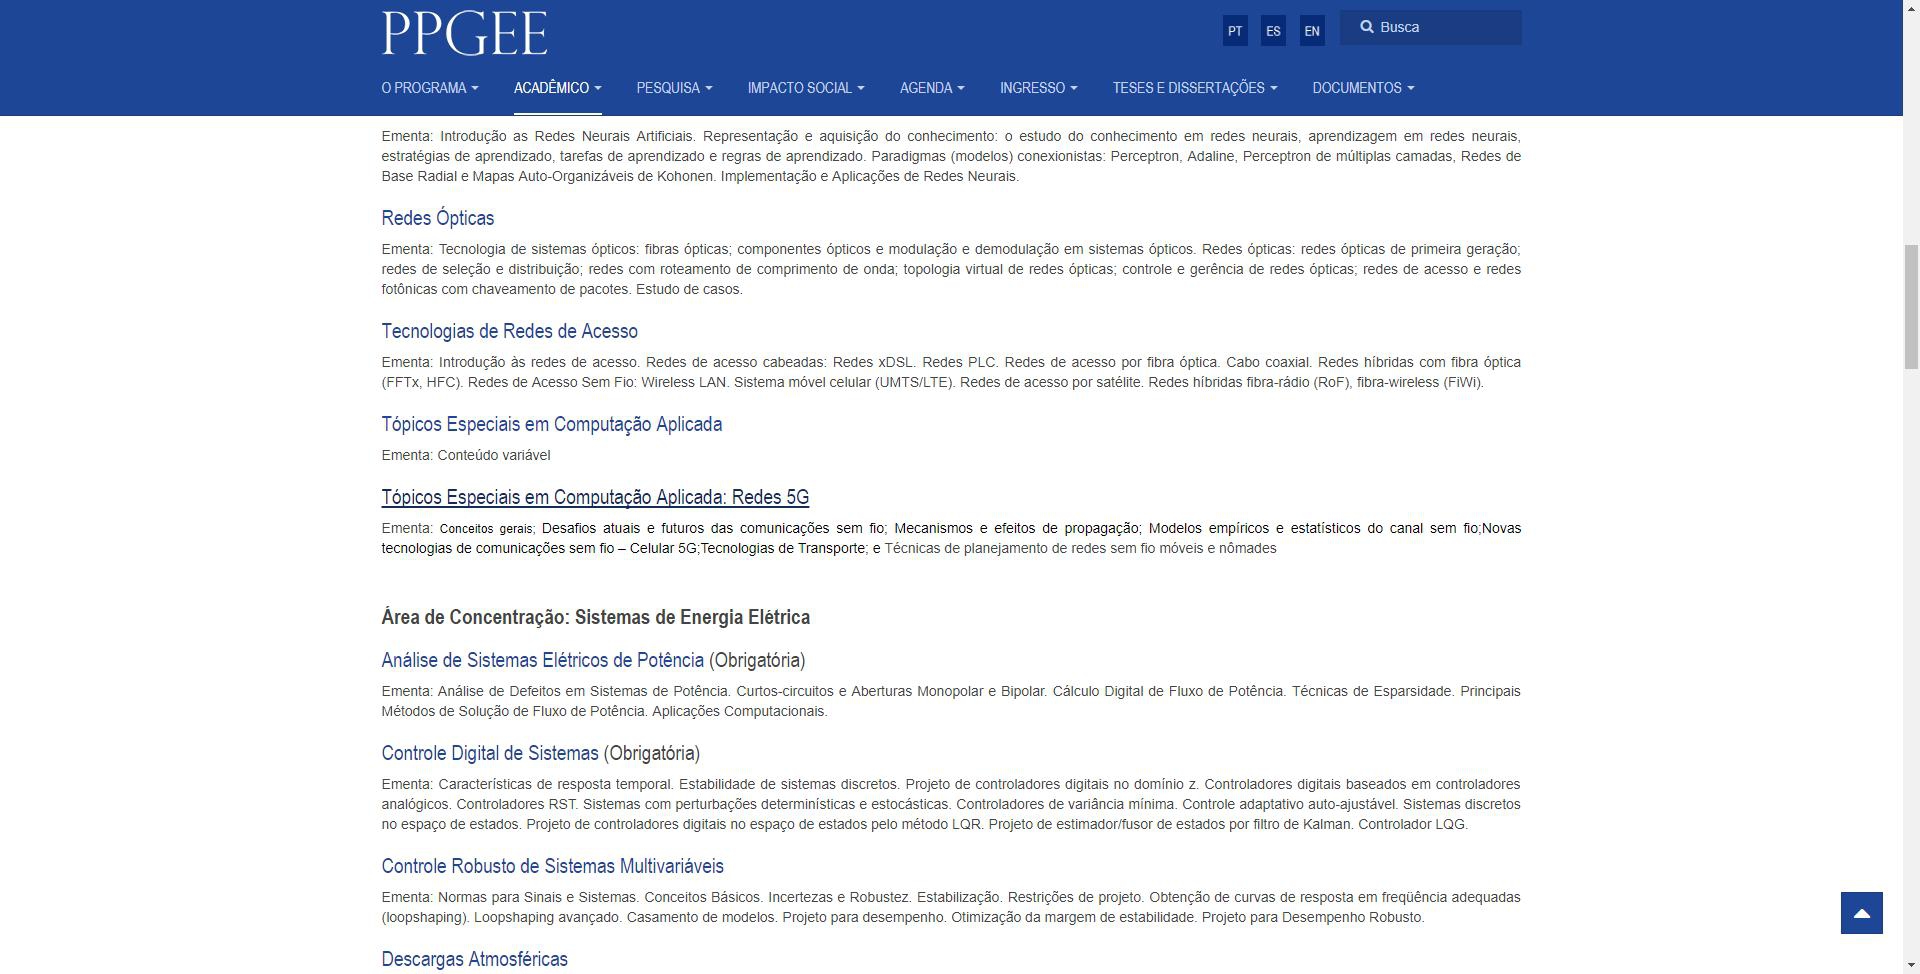 PPGEE
PT ES EN Busca
O PROGRAMA ACADÊMICO PESQUISA IMPACTO SOCIAL AGENDA INGRESSO TESES E DISSERTAÇÕES DOCUMENTOS
Ementa: Introdução as Redes Neurais Artificiais. Representação e aquisição do conhecimento: o estudo do conhecimento em redes neurais, aprendizagem em redes neurais,
estratégias de aprendizado, tarefas de aprendizado e regras de aprendizado. Paradigmas (modelos) conexionistas: Perceptron, Adaline, Perceptron de múltiplas camadas, Redes de
Base Radial e Mapas Auto-Organizáveis de Kohonen. Implementação e Aplicações de Redes Neurais.
Redes Ópticas
Ementa: Tecnologia de sistemas ópticos: fibras ópticas; componentes ópticos e modulação e demodulação em sistemas ópticos. Redes ópticas: redes ópticas de primeira geração;
redes de seleção e distribuição; redes com roteamento de comprimento de onda; topologia virtual de redes ópticas; controle e gerência de redes ópticas; redes de acesso e redes
fotônicas com chaveamento de pacotes. Estudo de casos.
Tecnologias de Redes de Acesso
Ementa: Introdução às redes de acesso. Redes de acesso cabeadas: Redes xDSL. Redes PLC. Redes de acesso por fibra óptica. Cabo coaxial. Redes híbridas com fibra óptica
(FFTx, HFC). Redes de Acesso Sem Fio: Wireless LAN. Sistema móvel celular (UMTS/LTE). Redes de acesso por satélite. Redes híbridas fibra-rádio (RoF), fibra-wireless (FiWi).
Tópicos Especiais em Computação Aplicada
Ementa: Conteúdo variável
Tópicos Especiais em Computação Aplicada: Redes 5G
Ementa: Conceitos gerais; Desafios atuais e futuros das comunicações sem fio; Mecanismos e efeitos de propagação; Modelos empíricos e estatísticos do canal sem fio;Novas
tecnologias de comunicações sem fio – Celular 5G;Tecnologias de Transporte; e Técnicas de planejamento de redes sem fio móveis e nômades
Área de Concentração: Sistemas de Energia Elétrica
Análise de Sistemas Elétricos de Potência (Obrigatória)
Ementa: Análise de Defeitos em Sistemas de Potência. Curtos-circuitos e Aberturas Monopolar e Bipolar. Cálculo Digital de Fluxo de Potência. Técnicas de Esparsidade. Principais
Métodos de Solução de Fluxo de Potência. Aplicações Computacionais.
Controle Digital de Sistemas (Obrigatória)
Ementa: Características de resposta temporal. Estabilidade de sistemas discretos. Projeto de controladores digitais no domínio z. Controladores digitais baseados em controladores
analógicos. Controladores RST. Sistemas com perturbações determinísticas e estocásticas. Controladores de variância mínima. Controle adaptativo auto-ajustável. Sistemas discretos
no espaço de estados. Projeto de controladores digitais no espaço de estados pelo método LQR. Projeto de estimador/fusor de estados por filtro de Kalman. Controlador LQG.
Controle Robusto de Sistemas Multivariáveis
Ementa: Normas para Sinais e Sistemas. Conceitos Básicos. Incertezas e Robustez. Estabilização. Restrições de projeto. Obtenção de curvas de resposta em freqüência adequadas
(loopshaping). Loopshaping avançado. Casamento de modelos. Projeto para desempenho. Otimização da margem de estabilidade. Projeto para Desempenho Robusto.
Descargas Atmosféricas